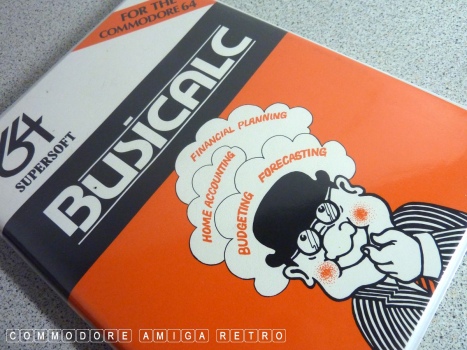 FOR THE
COMMODORE 64
64
SUPERSOFT
BUSICALC
FINANCIAL PLANNING
HOME ACCOUNTING
BUDGETING
FORECASTING
COMMODORE AMIGA RETRO